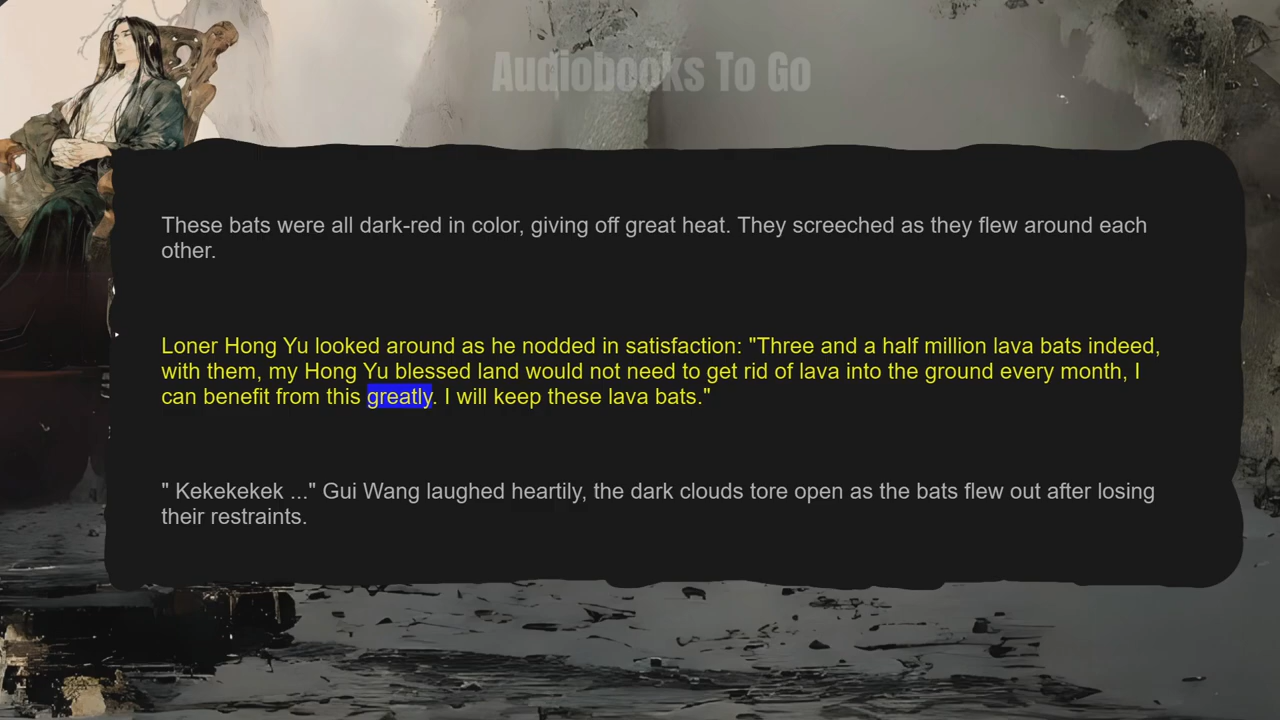 Audiobooks To Go
These bats were all dark-red in color, giving off great heat. They screeched as they flew around each
other.
Loner Hong Yu looked around as he nodded in satisfaction: "Three and a half million lava bats indeed,
with them, my Hong Yu blessed land would not need to get rid of lava into the ground every month, I
can benefit from this greatly. I will keep these lava bats."
" Kekekekek ..." Gui Wang laughed heartily, the dark clouds tore open as the bats flew out after losing
their restraints.